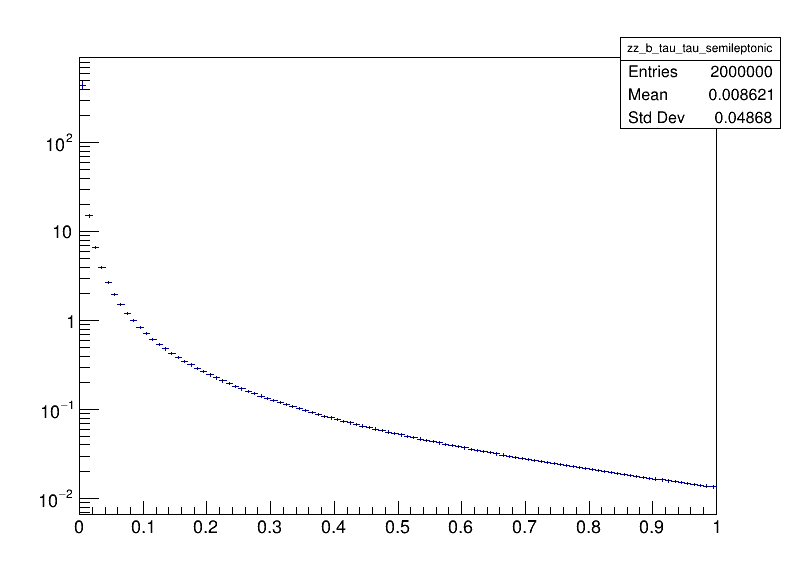 zz_b_tau_tau_semileptonic
Entries 2000000
Mean 0.008621
Std Dev 0.04868
10²
10
1
10⁻¹
10⁻²
0 0.1 0.2 0.3 0.4 0.5 0.6 0.7 0.8 0.9 1